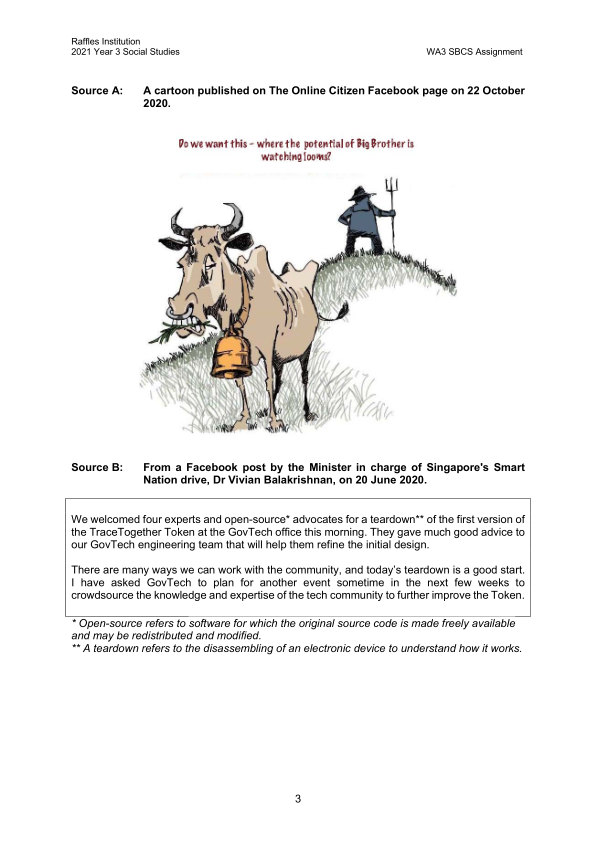 Raffles Institution
2021 Year 3 Social Studies WA3 SBCS Assignment
Source A: A cartoon published on The Online Citizen Facebook page on 22 October
2020.
Do we want this - where the potential of Big Brother is
watching looms?
Source B: From a Facebook post by the Minister in charge of Singapore's Smart
Nation drive, Dr Vivian Balakrishnan, on 20 June 2020.
We welcomed four experts and open-source* advocates for a teardown** of the first version of
the TraceTogether Token at the GovTech office this morning. They gave much good advice to
our GovTech engineering team that will help them refine the initial design.
There are many ways we can work with the community, and today's teardown is a good start.
I have asked GovTech to plan for another event sometime in the next few weeks to
crowdsource the knowledge and expertise of the tech community to further improve the Token.
* Open-source refers to software for which the original source code is made freely available
and may be redistributed and modified.
** A teardown refers to the disassembling of an electronic device to understand how it works.
3